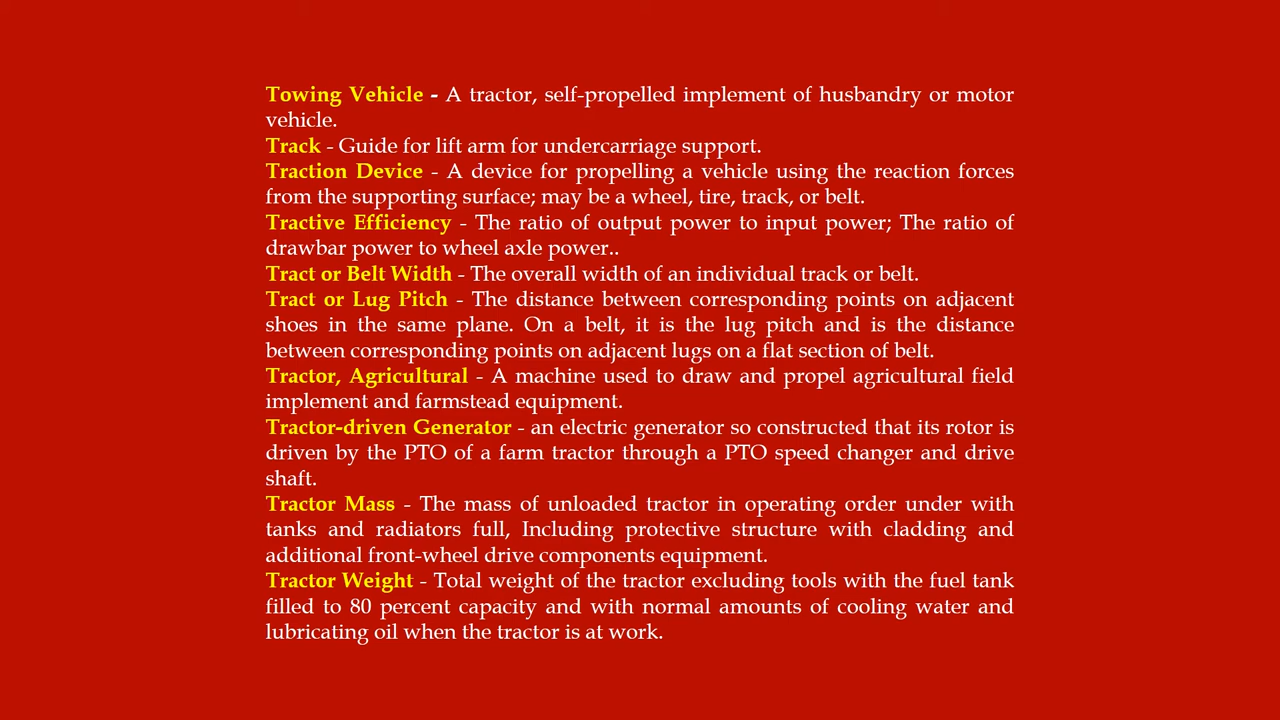 Towing Vehicle - A tractor, self-propelled implement of husbandry or motor
vehicle.
Track - Guide for lift arm for undercarriage support.
Traction Device - A device for propelling a vehicle using the reaction forces
from the supporting surface; may be a wheel, tire, track, or belt.
Tractive Efficiency - The ratio of output power to input power; The ratio of
drawbar power to wheel axle power..
Tract or Belt Width - The overall width of an individual track or belt.
Tract or Lug Pitch - The distance between corresponding points on adjacent
shoes in the same plane. On a belt, it is the lug pitch and is the distance
between corresponding points on adjacent lugs on a flat section of belt.
Tractor, Agricultural - A machine used to draw and propel agricultural field
implement and farmstead equipment.
Tractor-driven Generator - an electric generator so constructed that its rotor is
driven by the PTO of a farm tractor through a PTO speed changer and drive
shaft.
Tractor Mass - The mass of unloaded tractor in operating order under with
tanks and radiators full, Including protective structure with cladding and
additional front-wheel drive components equipment.
Tractor Weight - Total weight of the tractor excluding tools with the fuel tank
filled to 80 percent capacity and with normal amounts of cooling water and
lubricating oil when the tractor is at work.